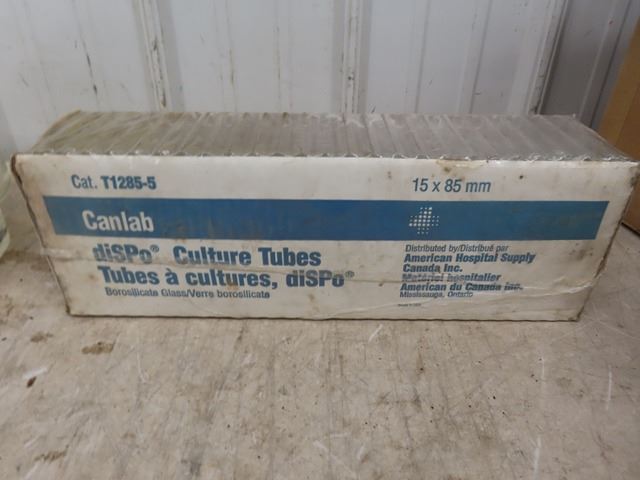 Cat. T1285-5
15 x 85 mm
Canlab
diSPo® Culture Tubes
Tubes à cultures, diSPo®
Borosilicate Glass/Verre borosilicate
Distributed by/Distribué par
American Hospital Supply
Canada Inc.
Matériel hospitalier
American du Canada Inc.
Mississauga, Ontario